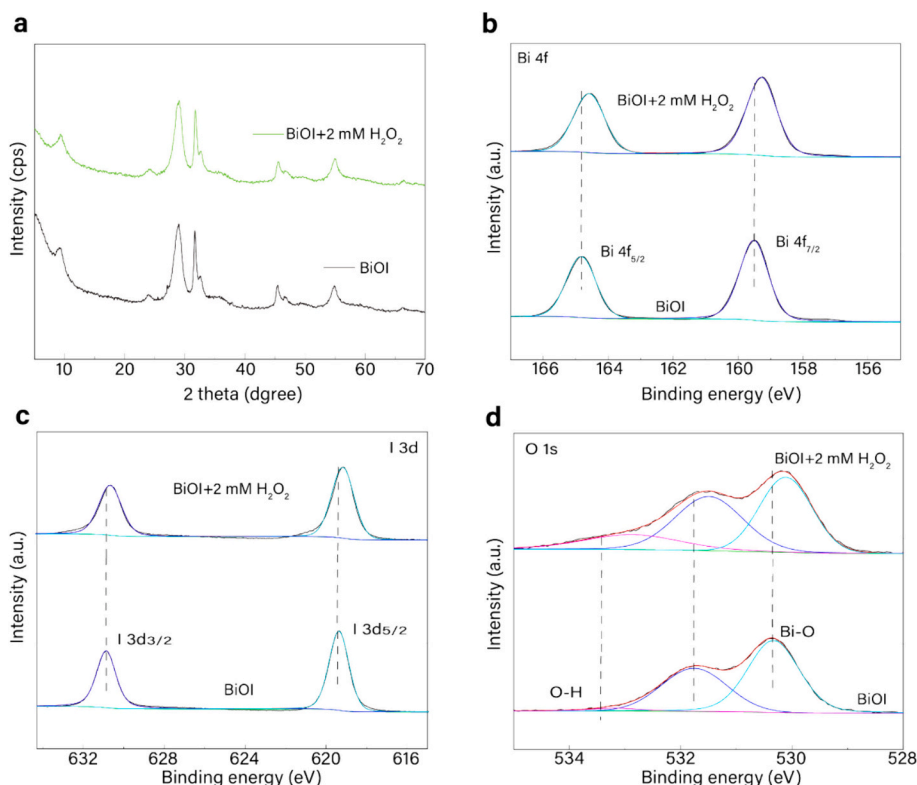 a
Intensity (cps)
BiOI+2 mM H₂O₂
BiOI
10 20 30 40 50 60 70
2 theta (dgree)
b
Bi 4f
Intensity (a.u.)
BiOI+2 mM H₂O₂
Bi 4f₅/₂
Bi 4f₇/₂
BiOI
166 164 162 160 158 156 154
Binding energy (eV)
c
I 3d
Intensity (a.u.)
BiOI+2 mM H₂O₂
I 3d3/2
I 3d5/2
BiOI
632 628 624 620 616
Binding energy (eV)
d
O 1s
Intensity (a.u.)
BiOI+2 mM H₂O₂
Bi-O
O-H
BiOI
534 532 530 528
Binding energy (eV)